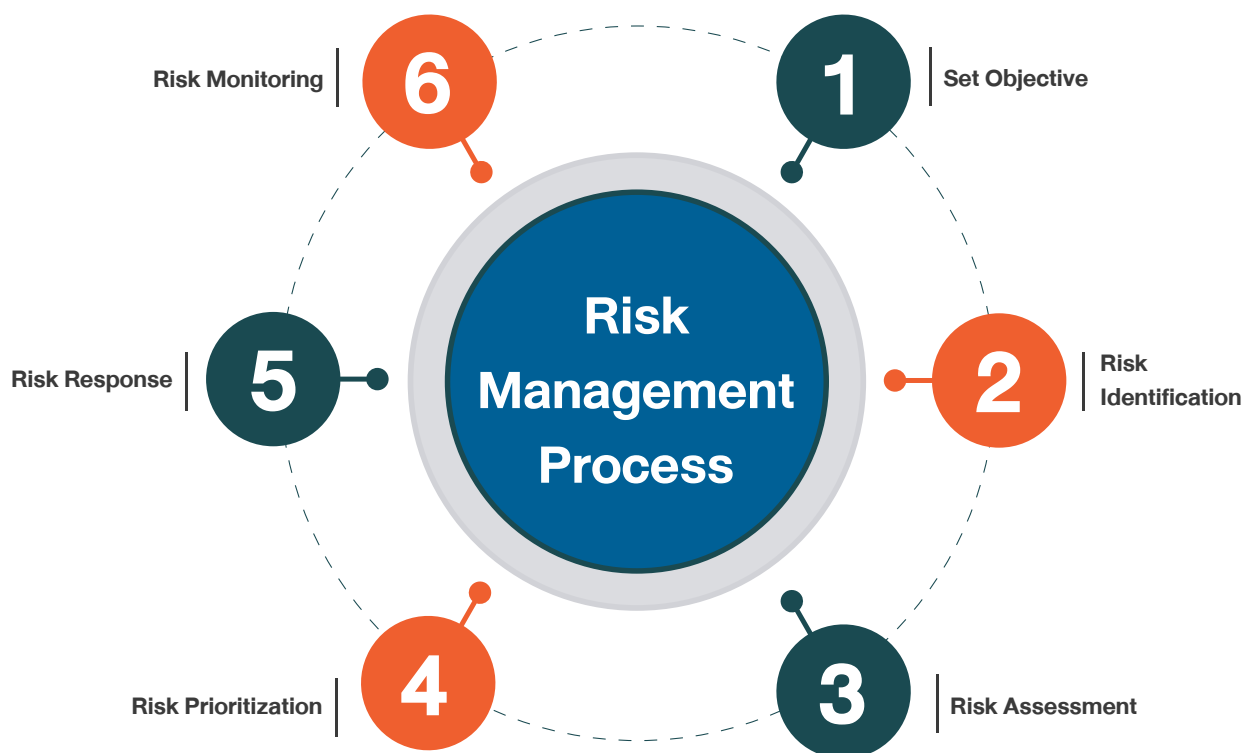 6
Risk Monitoring
1
Set Objective
Risk
Management
Process
5
Risk Response
2
Risk
Identification
4
Risk Prioritization
3
Risk Assessment